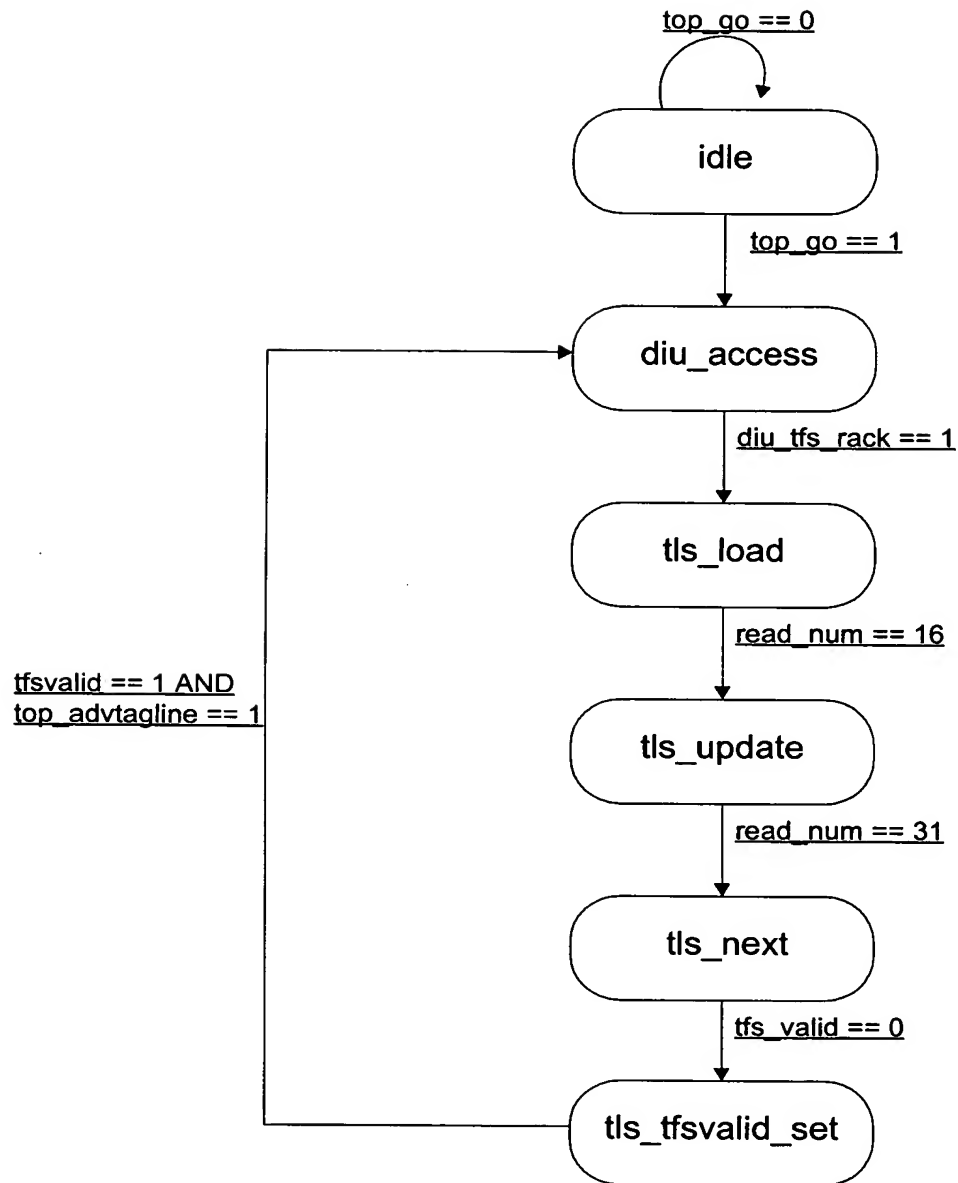 top_go == 0
idle
top_go == 1
diu_access
diu_tfs_rack == 1
tls_load
read_num == 16
tfsvalid == 1 AND
top_advtagline == 1
tls_update
read_num == 31
tls_next
tfs_valid == 0
tls_tfsvalid_set